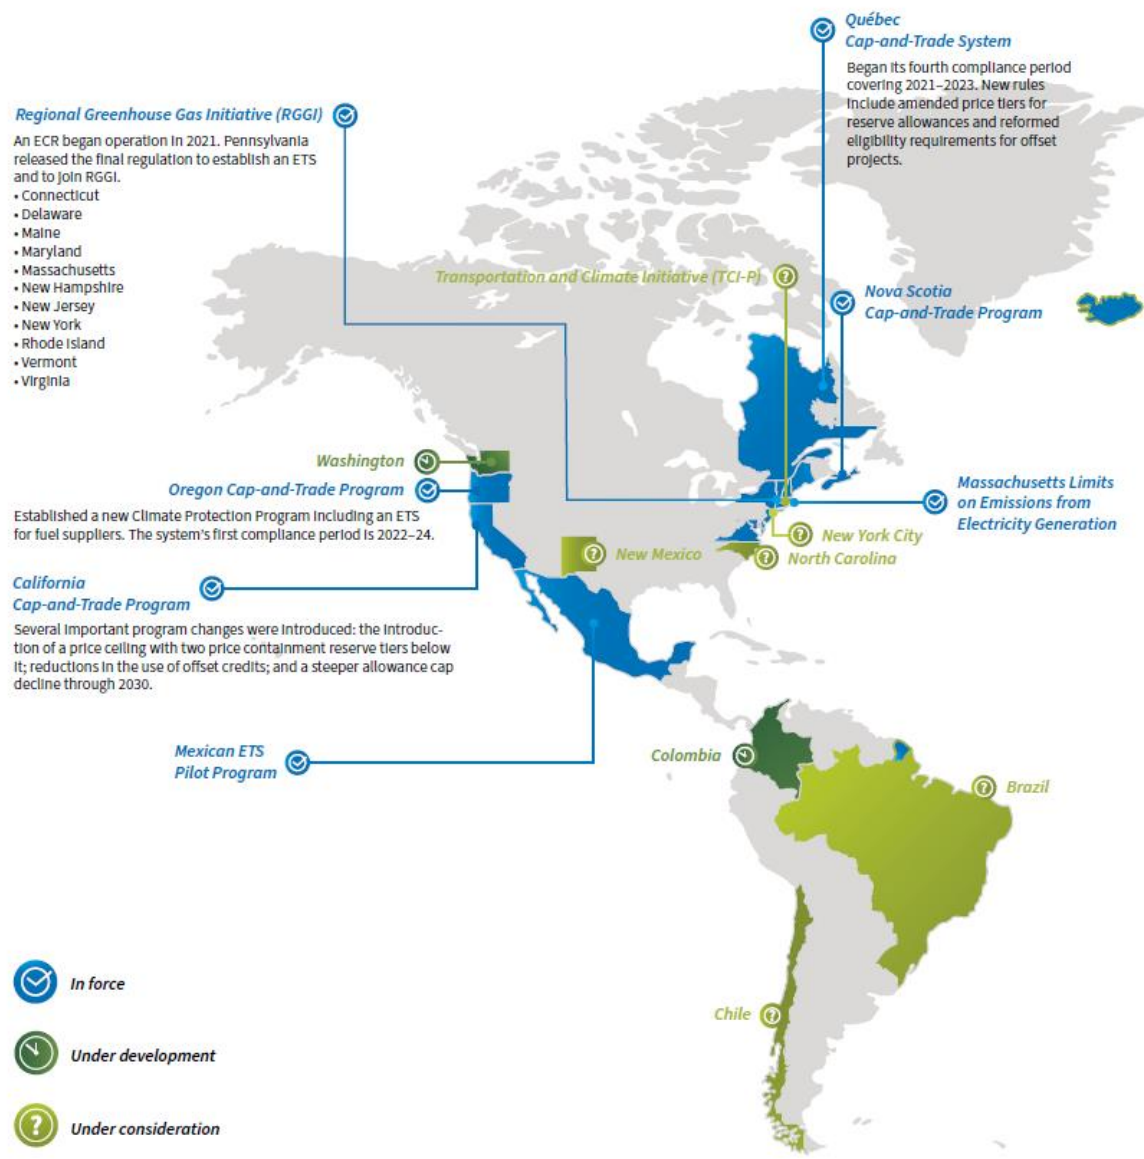 Québec
Cap-and-Trade System
Began its fourth compliance period
covering 2021–2023. New rules
include amended price tiers for
reserve allowances and reformed
eligibility requirements for offset
projects.
Regional Greenhouse Gas Initiative (RGGI)
An ECR began operation in 2021. Pennsylvania
released the final regulation to establish an ETS
and to join RGGI.
• Connecticut
• Delaware
• Maine
• Maryland
• Massachusetts
• New Hampshire
• New Jersey
• New York
• Rhode Island
• Vermont
• Virginia
Transportation and Climate Initiative (TCI-P)
Nova Scotia
Cap-and-Trade Program
Washington
Oregon Cap-and-Trade Program
Established a new Climate Protection Program including an ETS
for fuel suppliers. The system's first compliance period is 2022–24.
Massachusetts Limits
on Emissions from
Electricity Generation
New York City
North Carolina
New Mexico
California
Cap-and-Trade Program
Several important program changes were introduced: the introduc-
tion of a price ceiling with two price containment reserve tiers below
it; reductions in the use of offset credits; and a steeper allowance cap
decline through 2030.
Mexican ETS
Pilot Program
Colombia
Brazil
Chile
In force
Under development
Under consideration